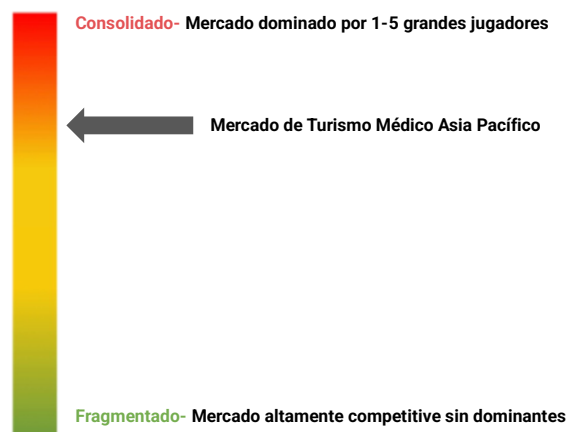 Consolidado- Mercado dominado por 1-5 grandes jugadores
Mercado de Turismo Médico Asia Pacífico
Fragmentado- Mercado altamente competitive sin dominantes